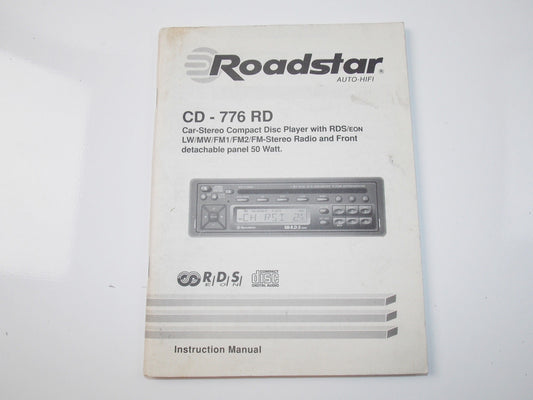 Roadstar®
AUTO-HIFI
CD - 776 RD
Car-Stereo Compact Disc Player with RDS/EON
LW/MW/FM1/FM2/FM-Stereo Radio and Front
detachable panel 50 Watt.
R/D/S/
EON
COMPACT
DISC
DIGITAL AUDIO
Instruction Manual